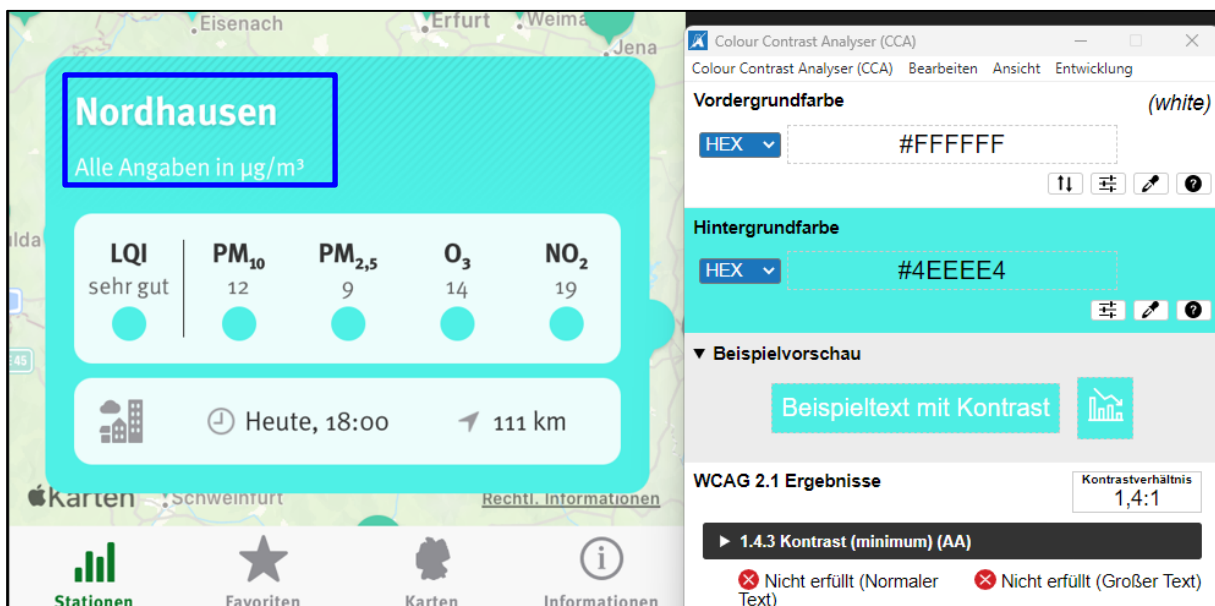 Eisenach
Erfurt
Weima
Jena
Nordhausen
Alle Angaben in µg/m³
lda
LQI PM₁₀ PM₂,₅ O₃ NO₂
sehr gut 12 9 14 19
45
Heute, 18:00 111 km
Karten
Schweinfurt
Rechtl. Informationen
Stationen Favoriten Karten Informationen
Colour Contrast Analyser (CCA)
Colour Contrast Analyser (CCA) Bearbeiten Ansicht Entwicklung
Vordergrundfarbe (white)
HEX #FFFFFF
Hintergrundfarbe
HEX #4EEEE4
▼ Beispielvorschau
Beispieltext mit Kontrast
WCAG 2.1 Ergebnisse
Kontrastverhältnis
1,4:1
▶ 1.4.3 Kontrast (minimum) (AA)
Nicht erfüllt (Normaler
Text)
Nicht erfüllt (Großer Text)